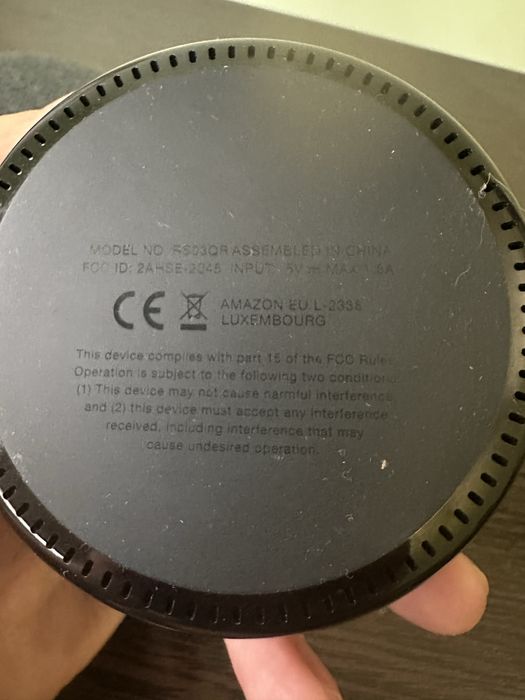 MODEL NO: RS03QR ASSEMBLED IN CHINA
FCC ID: 2AHSE-2045 INPUT: 5V MAX 1.8A
CE AMAZON EU L-2338
LUXEMBOURG
This device complies with part 15 of the FCC Rules.
Operation is subject to the following two conditions
(1) This device may not cause harmful interference
and (2) this device must accept any interference
received, including interference that may
cause undesired operation.